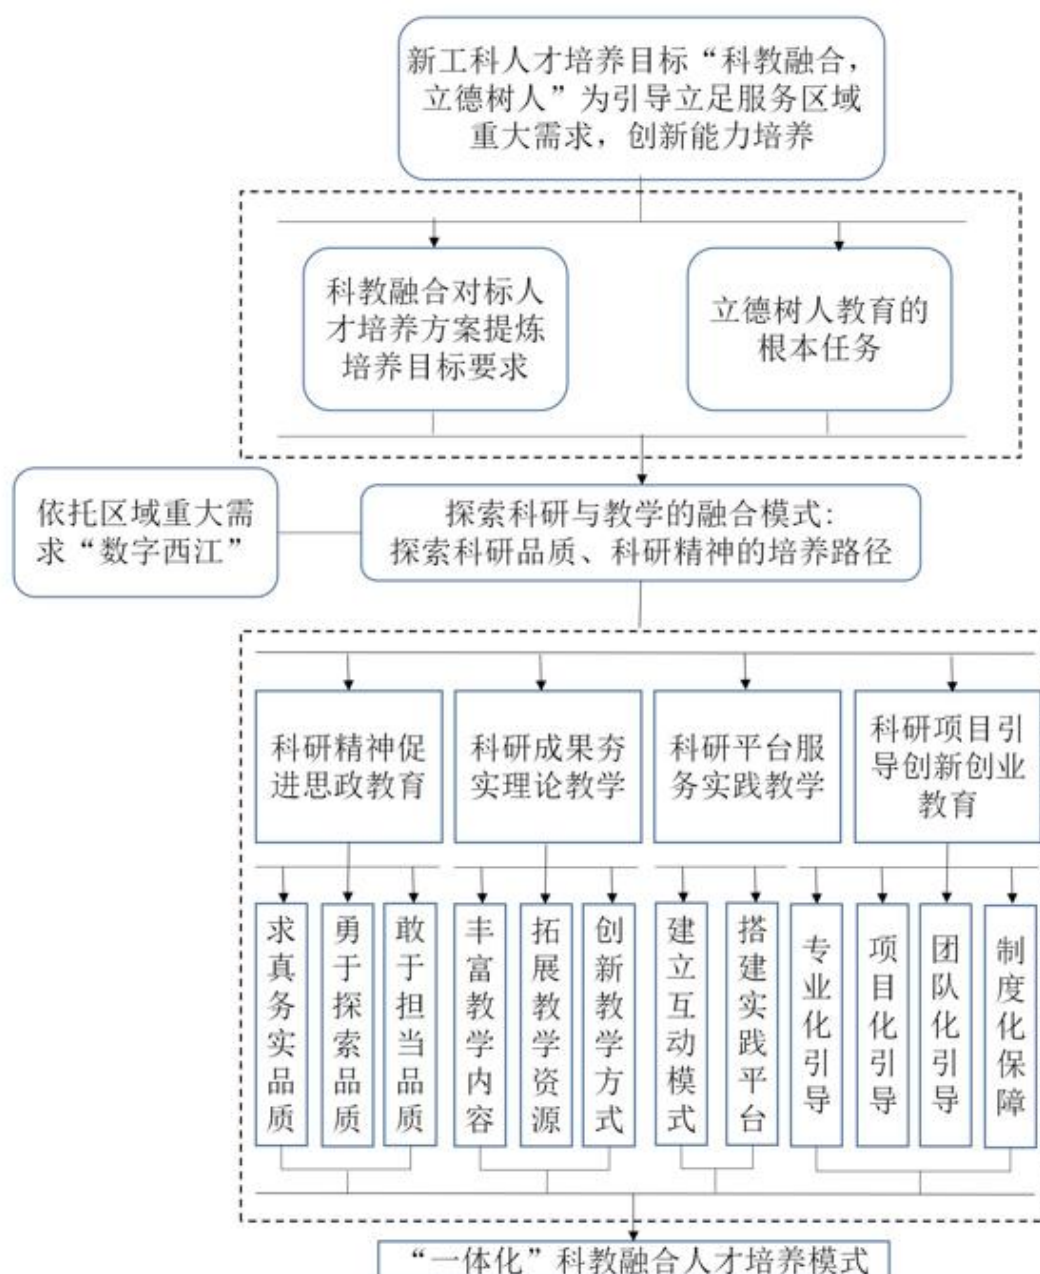 新工科人才培养目标“科教融合,
立德树人”为引导立足服务区域
重大需求,创新能力培养
科教融合对标人
才培养方案提炼
培养目标要求
立德树人教育的
根本任务
依托区域重大需
求“数字西江”
探索科研与教学的融合模式:
探索科研品质、科研精神的培养路径
科研精神促
进思政教育
科研成果夯
实理论教学
科研平台服
务实践教学
科研项目引
导创新创业
教育
求真务实品质
勇于探索品质
敢于担当品质
丰富教学内容
拓展教学资源
创新教学方式
建立互动模式
搭建实践平台
专业化引导
项目化引导
团队化引导
制度化保障
“一体化”科教融合人才培养模式